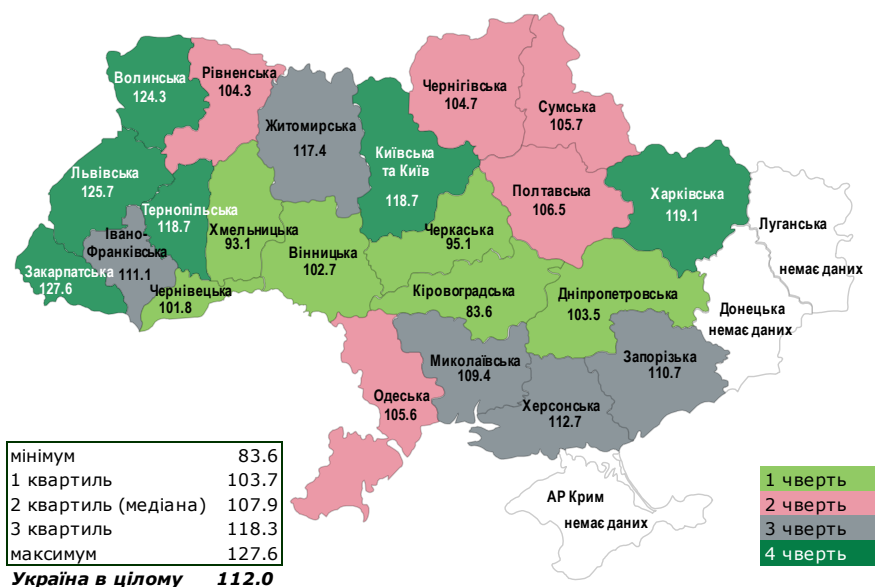 Волинська
124.3
Рівненська
104.3
Житомирська
117.4
Київська
та Київ
118.7
Чернігівська
104.7
Сумська
105.7
Львівська
125.7
Тернопільська
118.7
Хмельницька
93.1
Вінницька
102.7
Черкаська
95.1
Полтавська
106.5
Харківська
119.1
Луганська
немає даних
Івано-
Франківська
111.1
Закарпатська
127.6
Чернівецька
101.8
Кіровоградська
83.6
Дніпропетровська
103.5
Донецька
немає даних
Миколаївська
109.4
Запорізька
110.7
Одеська
105.6
Херсонська
112.7
АР Крим
немає даних
мінімум 83.6
1 квартиль 103.7
2 квартиль (медіана) 107.9
3 квартиль 118.3
максимум 127.6
Україна в цілому 112.0
1 чверть
2 чверть
3 чверть
4 чверть